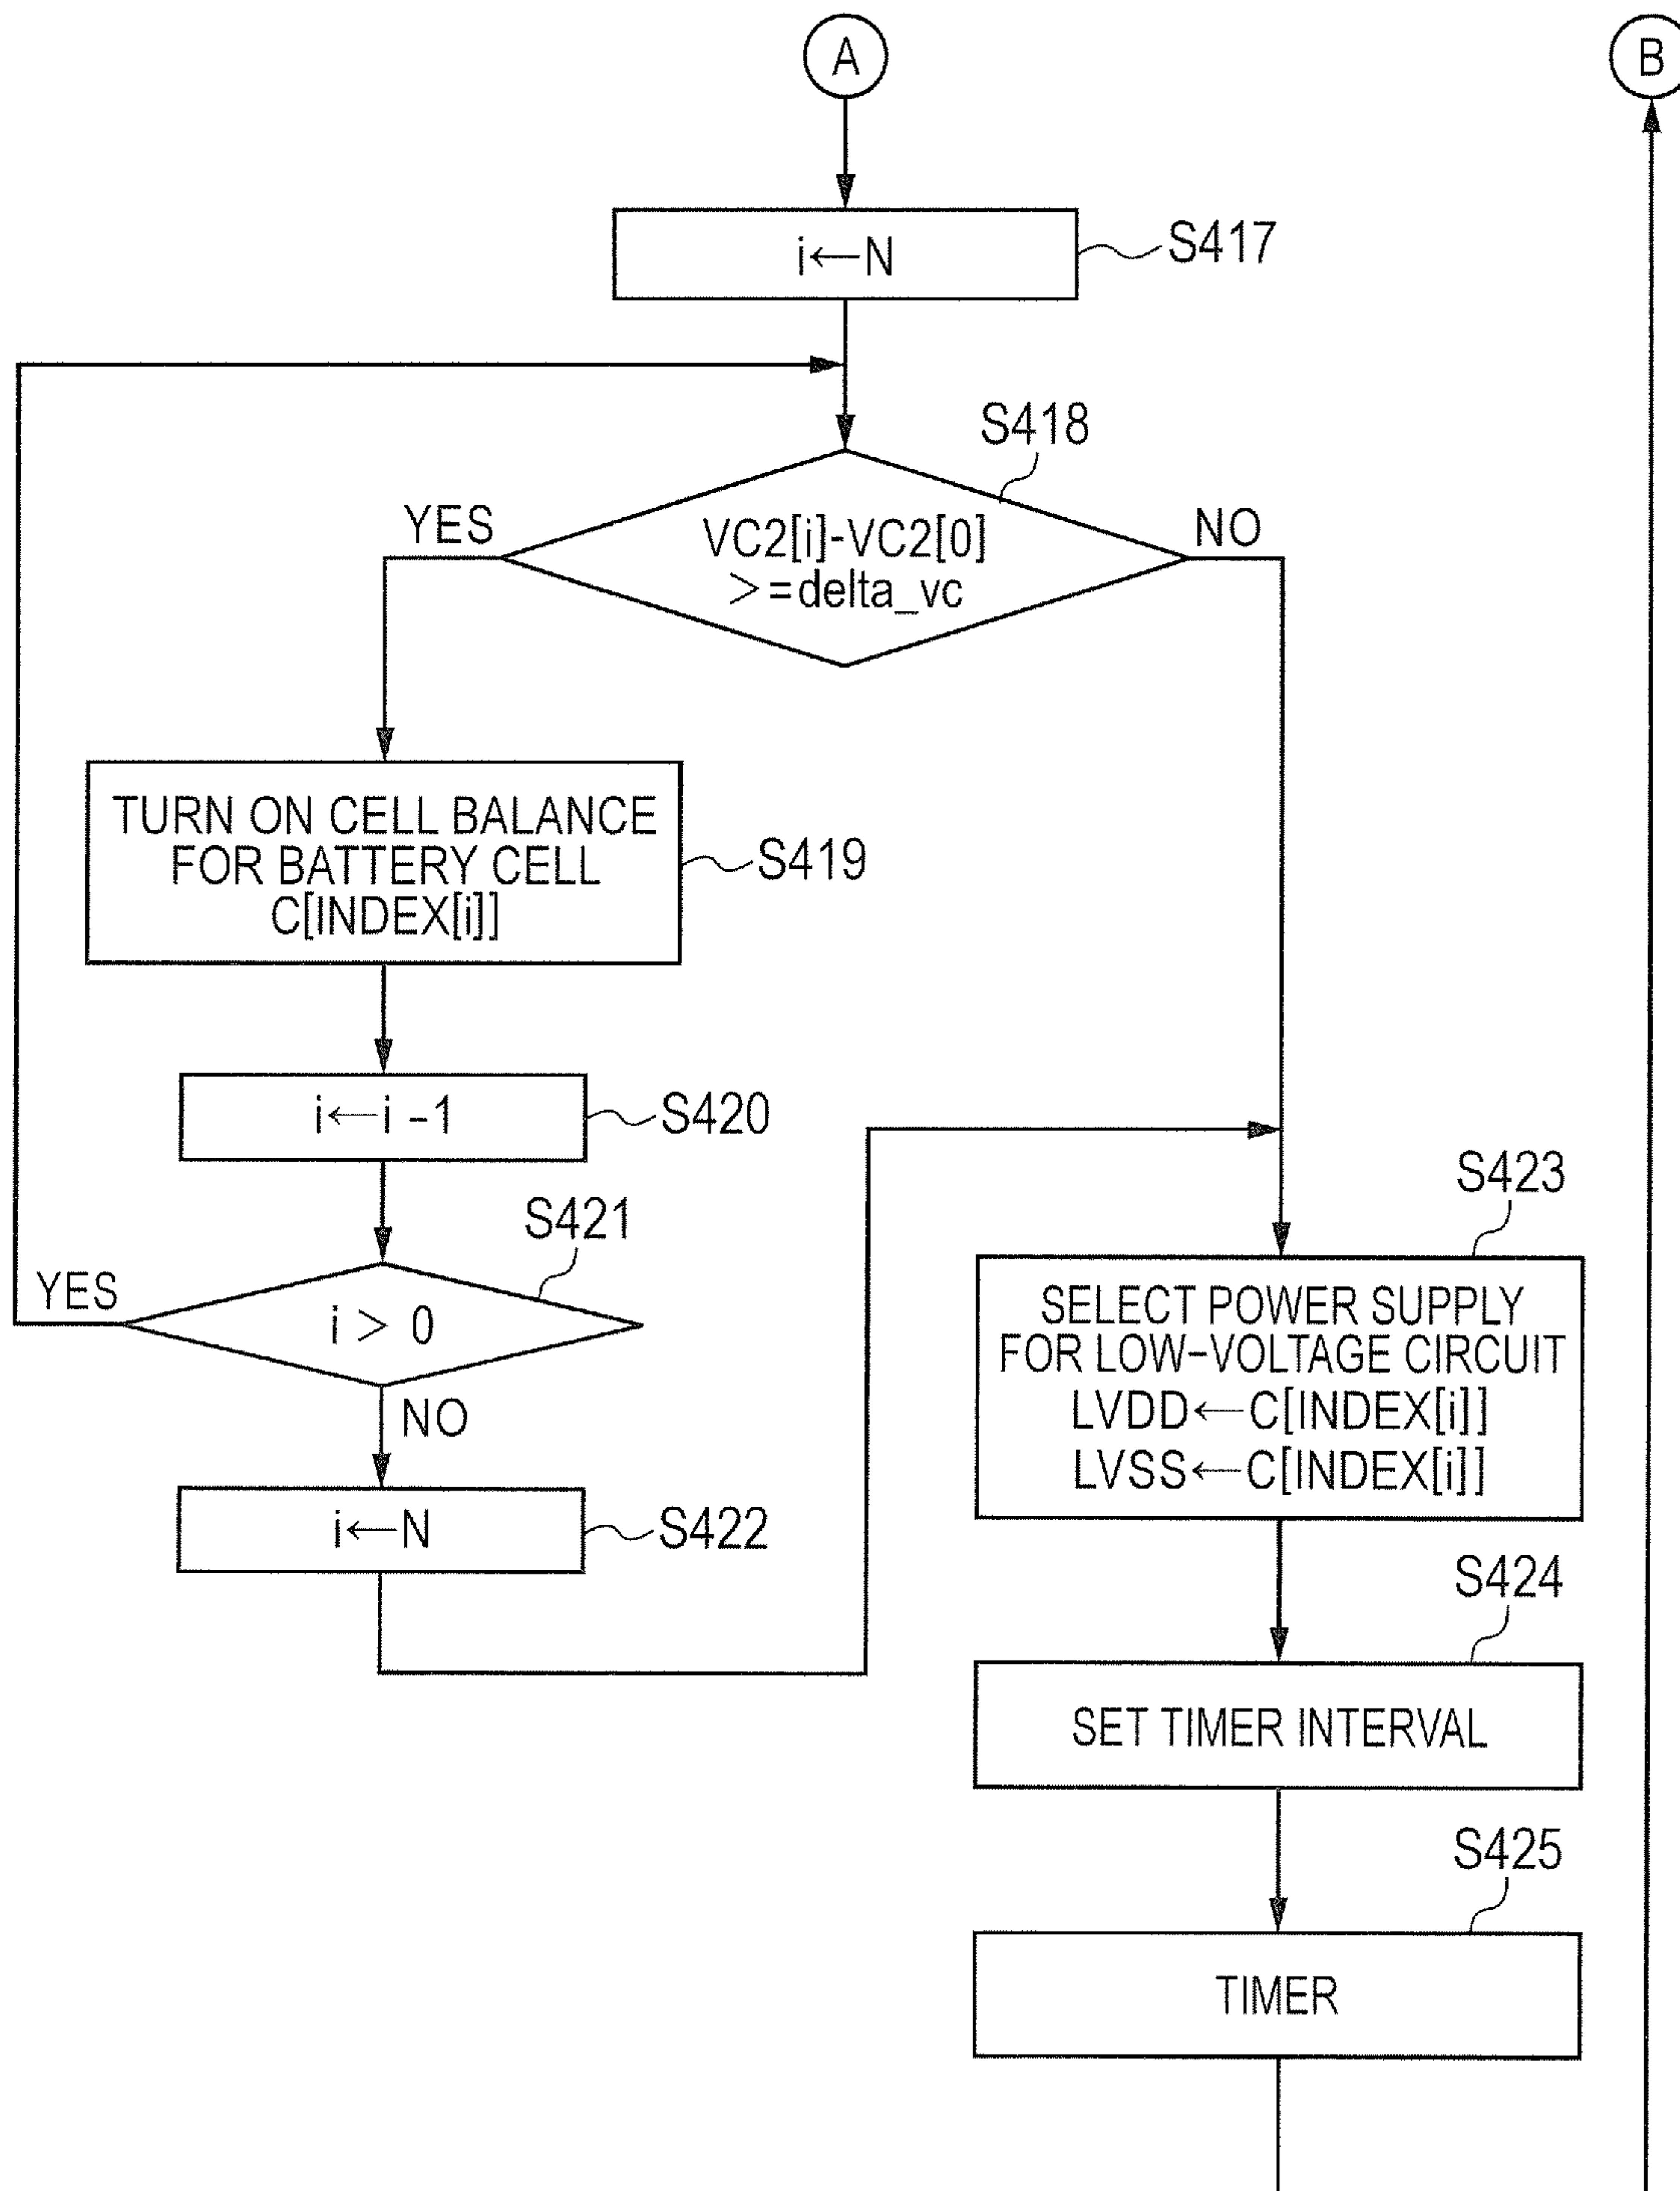 A
B
i←N
S417
S418
YES
NO
VC2[i]-VC2[0]
>=delta_vc
TURN ON CELL BALANCE
FOR BATTERY CELL
C[INDEX[i]]
S419
i←i -1
S420
S421
YES
i > 0
NO
i←N
S422
S423
SELECT POWER SUPPLY
FOR LOW-VOLTAGE CIRCUIT
LVDD←C[INDEX[i]]
LVSS←C[INDEX[i]]
S424
SET TIMER INTERVAL
S425
TIMER